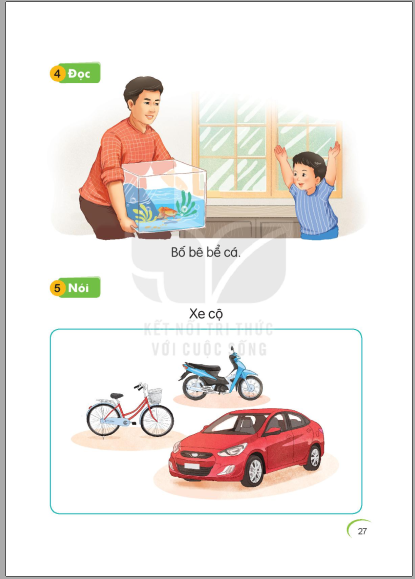 4 Đọc
Bố bê bể cá.
5 Nói
Xe cộ
KẾT NỐI TRI THỨC
VỚI CUỘC SỐNG
27